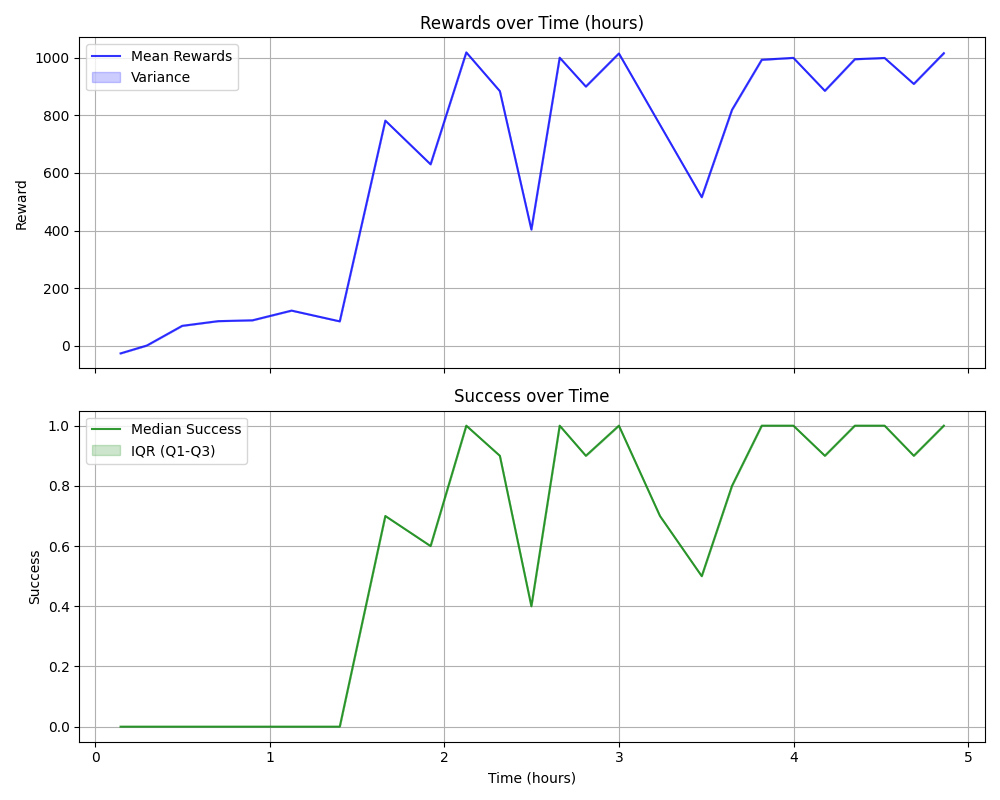 Rewards over Time (hours)
Mean Rewards
Variance
1000
800
600
400
200
0
Reward
Success over Time
Median Success
IQR (Q1-Q3)
1.0
0.8
0.6
0.4
0.2
0.0
Success
0 1 2 3 4 5
Time (hours)